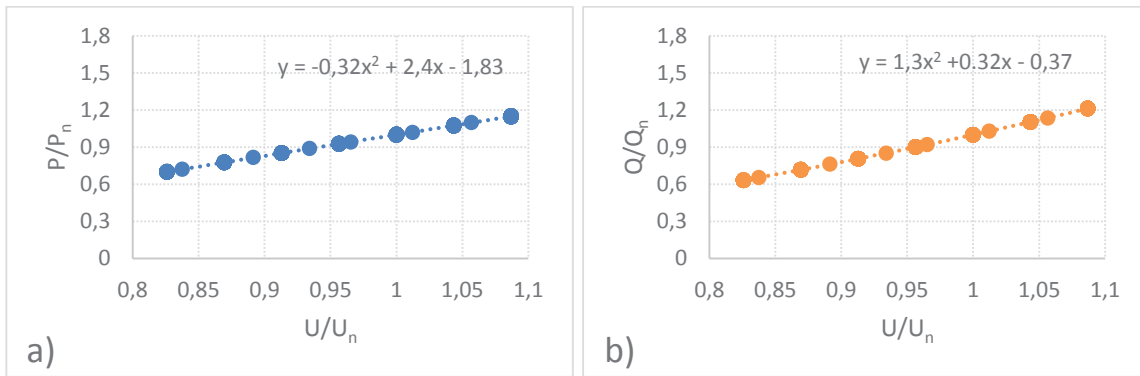 1,8
1,5
1,2
0,9
0,6
0,3
0
P/Pn
y = -0,32x² + 2,4x - 1,83
0,8 0,85 0,9 0,95 1 1,05 1,1
U/Un
a)
1,8
1,5
1,2
0,9
0,6
0,3
0
Q/Qn
y = 1,3x² +0.32x - 0,37
0,8 0,85 0,9 0,95 1 1,05 1,1
U/Un
b)